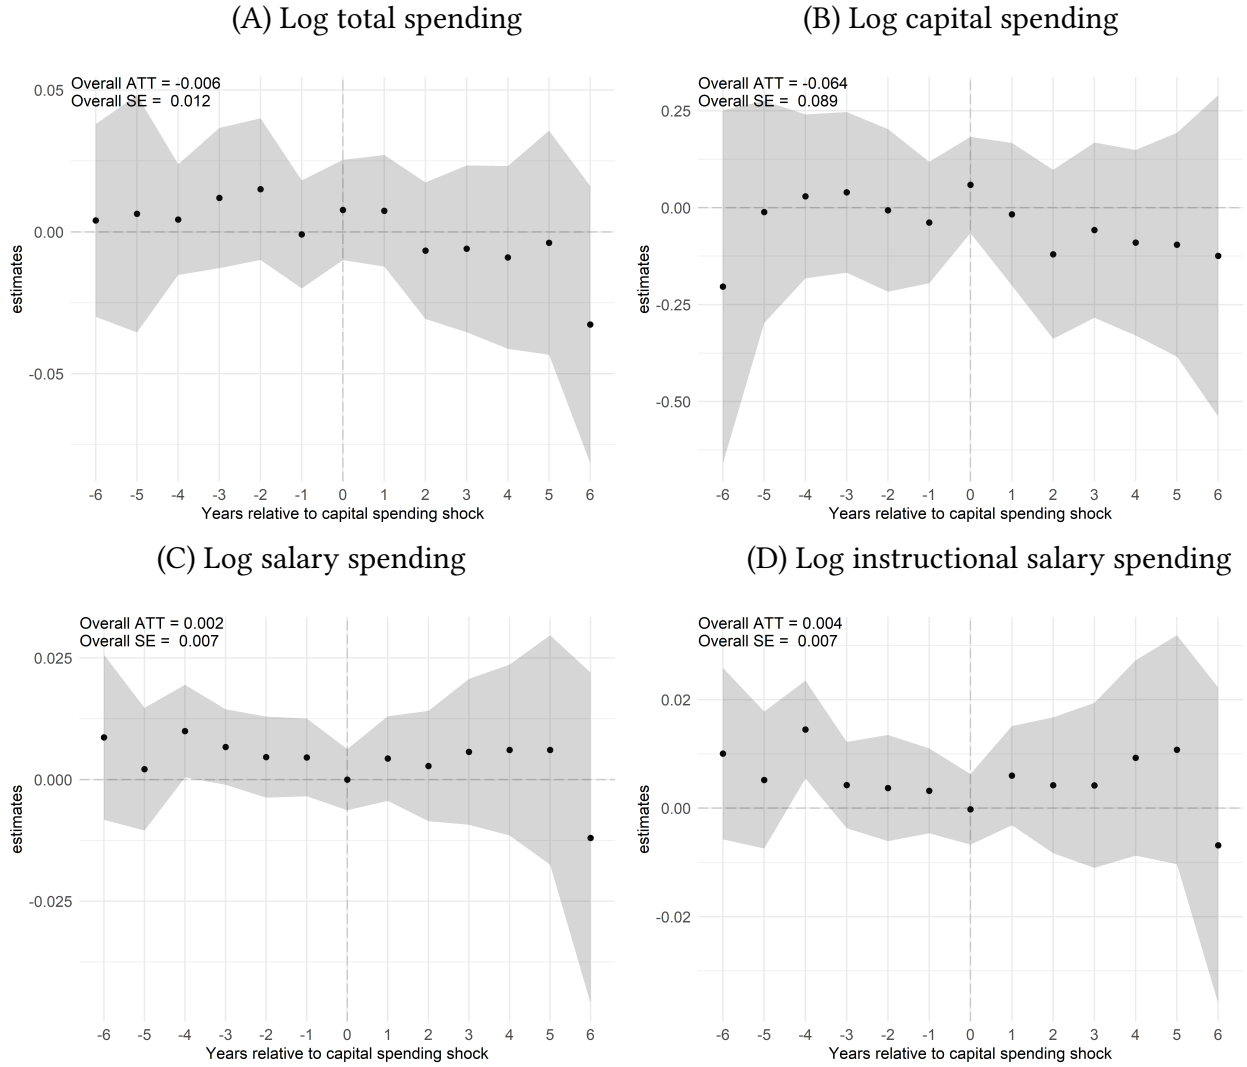 (A) Log total spending
Overall ATT = -0.006
Overall SE =  0.012
0.05
0.00
-0.05
estimates
-6 -5 -4 -3 -2 -1 0 1 2 3 4 5 6
Years relative to capital spending shock
(B) Log capital spending
Overall ATT = -0.064
Overall SE =  0.089
0.25
0.00
-0.25
-0.50
estimates
-6 -5 -4 -3 -2 -1 0 1 2 3 4 5 6
Years relative to capital spending shock
(C) Log salary spending
Overall ATT = 0.002
Overall SE =  0.007
0.025
0.000
-0.025
estimates
-6 -5 -4 -3 -2 -1 0 1 2 3 4 5 6
Years relative to capital spending shock
(D) Log instructional salary spending
Overall ATT = 0.004
Overall SE =  0.007
0.02
0.00
-0.02
estimates
-6 -5 -4 -3 -2 -1 0 1 2 3 4 5 6
Years relative to capital spending shock